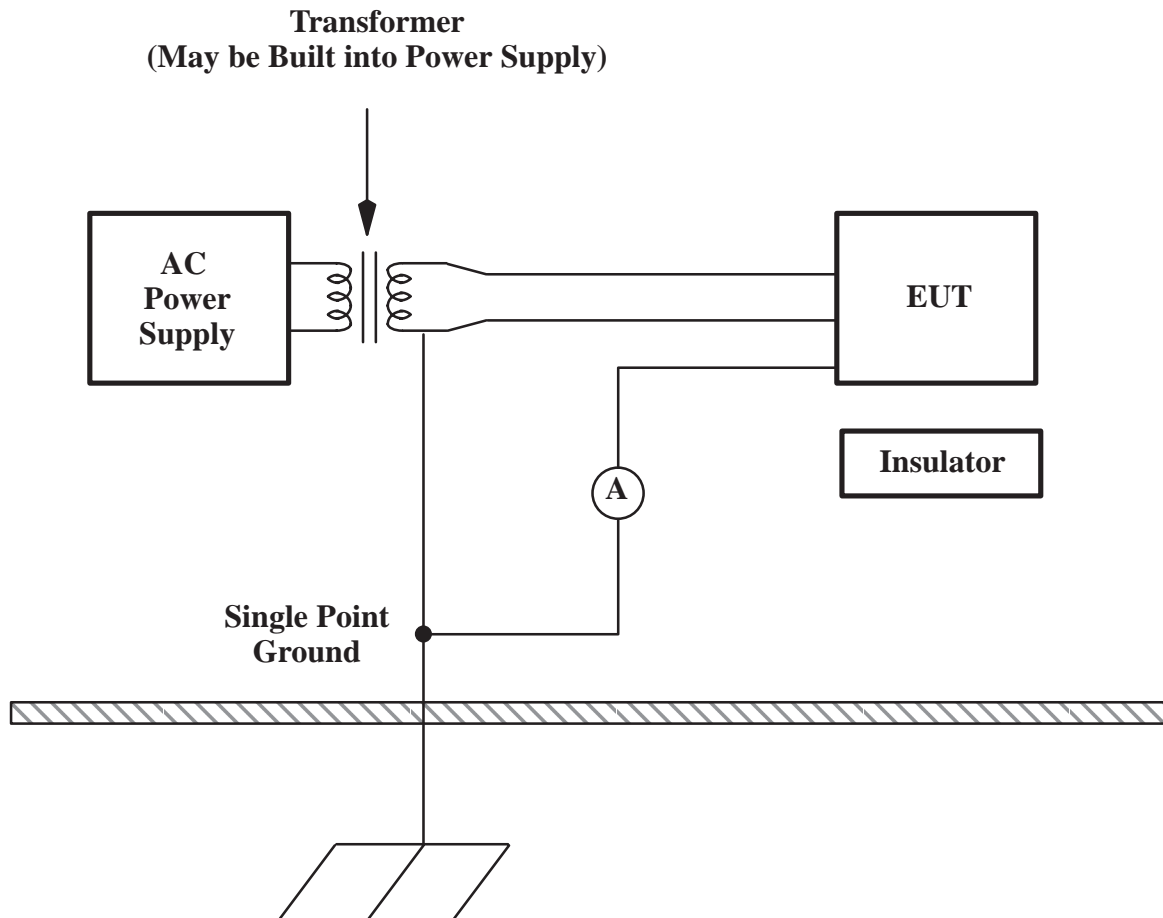 Transformer
(May be Built into Power Supply)
AC
Power
Supply
EUT
Insulator
A
Single Point
Ground